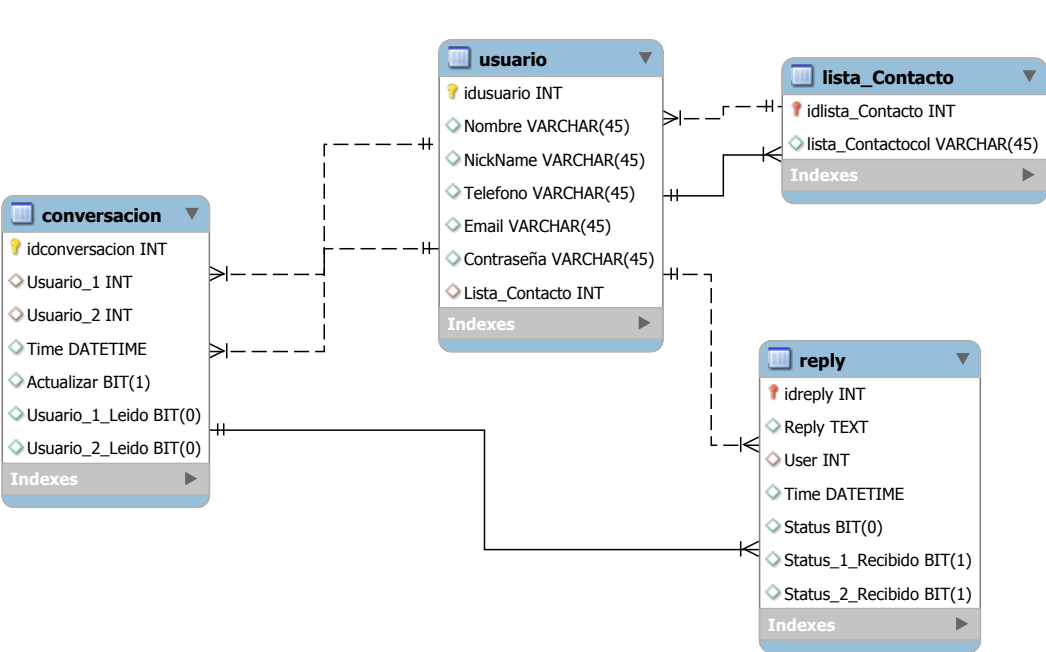 usuario
idusuario INT
Nombre VARCHAR(45)
NickName VARCHAR(45)
Telefono VARCHAR(45)
Email VARCHAR(45)
Contraseña VARCHAR(45)
Lista_Contacto INT
Indexes
lista_Contacto
idlista_Contacto INT
lista_Contactocol VARCHAR(45)
Indexes
conversacion
idconversacion INT
Usuario_1 INT
Usuario_2 INT
Time DATETIME
Actualizar BIT(1)
Usuario_1_Leido BIT(0)
Usuario_2_Leido BIT(0)
Indexes
reply
idreply INT
Reply TEXT
User INT
Time DATETIME
Status BIT(0)
Status_1_Recibido BIT(1)
Status_2_Recibido BIT(1)
Indexes